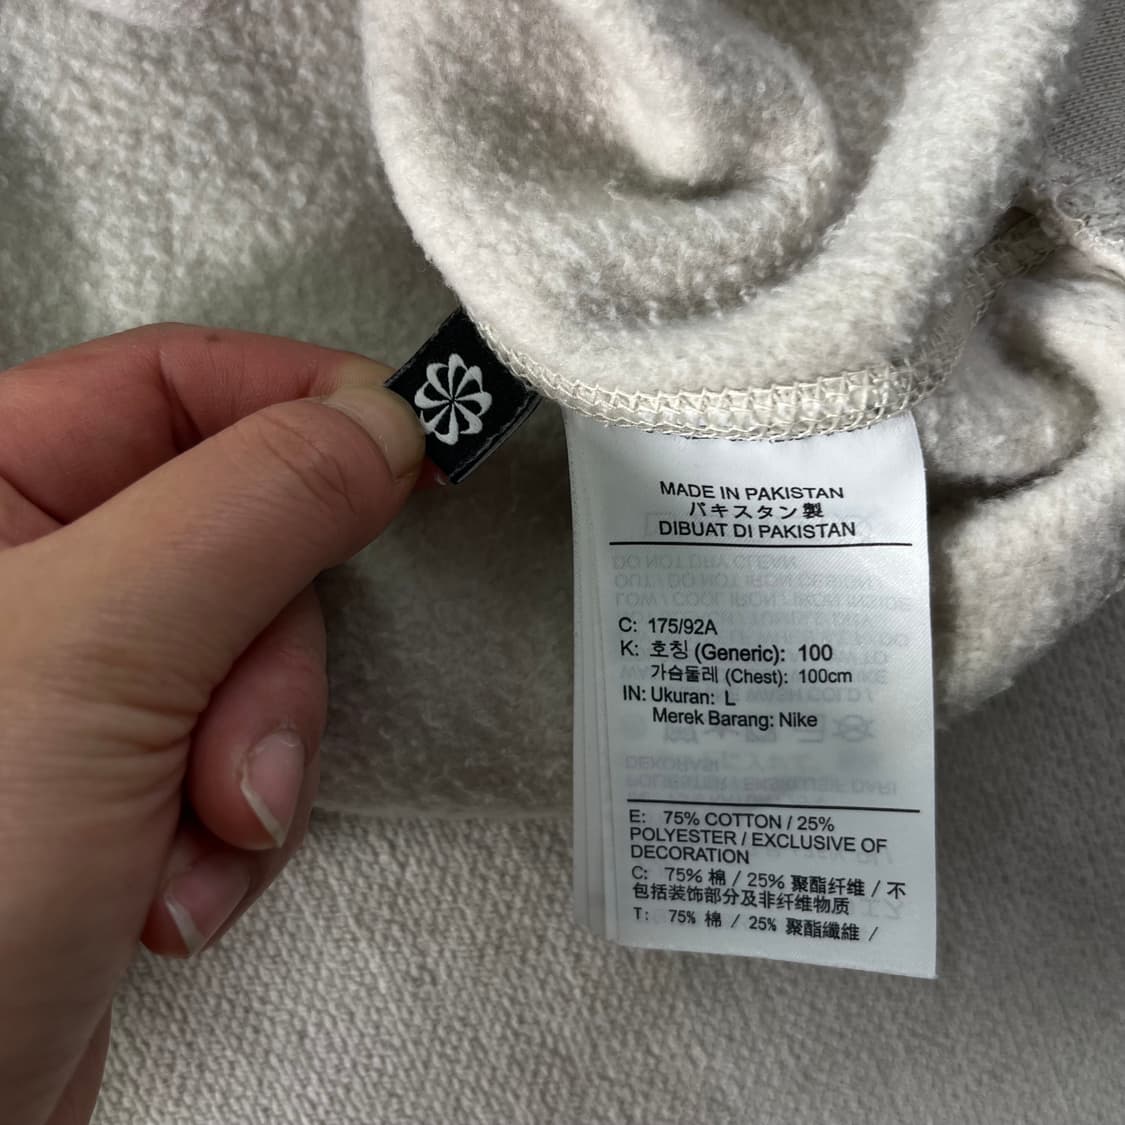 MADE IN PAKISTAN
パキスタン製
DIBUAT DI PAKISTAN
C: 175/92A
K: 호칭 (Generic): 100
가슴둘레 (Chest): 100cm
IN: Ukuran: L
Merek Barang: Nike
E: 75% COTTON / 25%
POLYESTER / EXCLUSIVE OF
DECORATION
C: 75% 棉 / 25% 聚酯纤维 / 不
包括装饰部分及非纤维物质
T: 75% 棉 / 25% 聚酯纖維 /